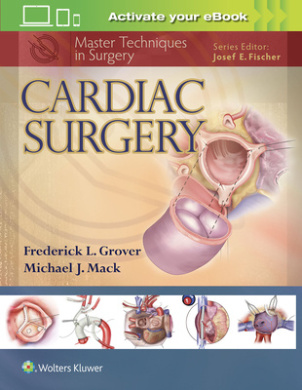 Activate your eBook
Master Techniques
in Surgery
Series Editor:
Josef E. Fischer
CARDIAC
SURGERY
Frederick L. Grover
Michael J. Mack
Wolters Kluwer